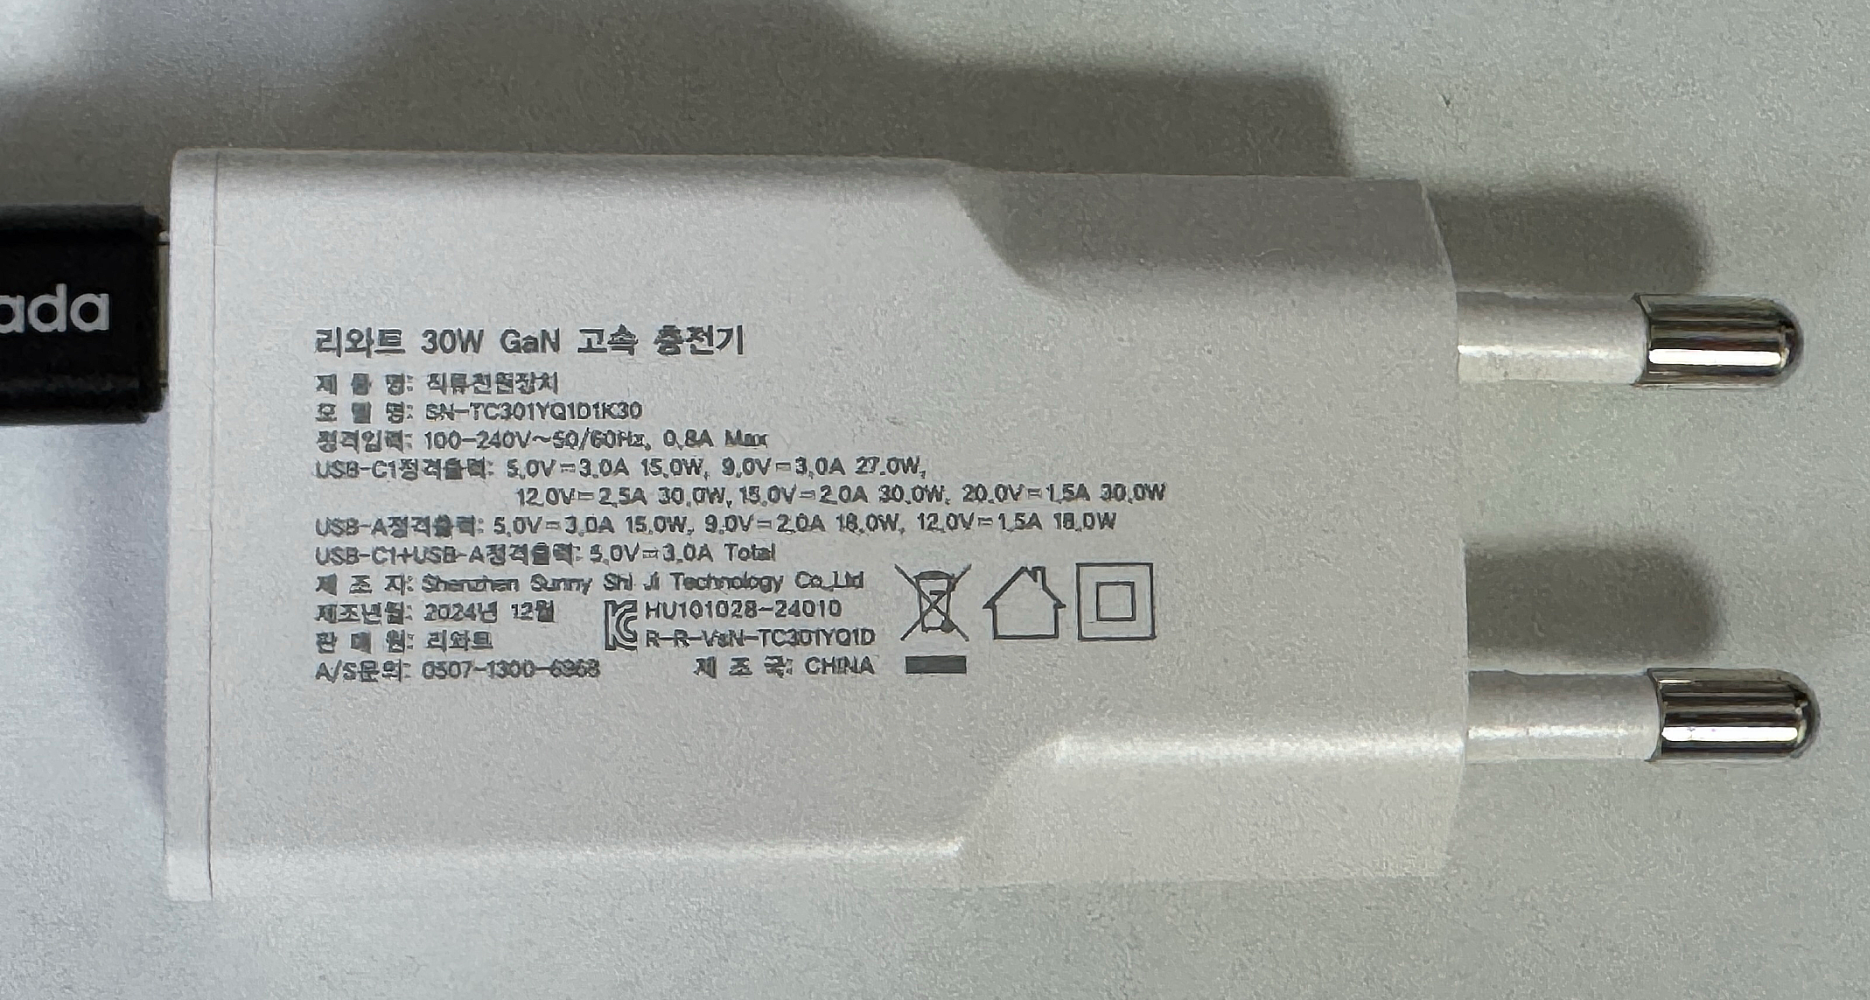 ada
리와트 30W GaN 고속 충전기
제 품 명: 직류전원장치
모 델 명: SN-TC301YQ1D1K30
정격입력: 100-240V~50/60Hz, 0.8A Max
USB-C1정격출력: 5.0V⎓3.0A 15.0W, 9.0V⎓3.0A 27.0W,
12.0V⎓2.5A 30.0W, 15.0V⎓2.0A 30.0W, 20.0V⎓1.5A 30.0W
USB-A정격출력: 5.0V⎓3.0A 15.0W, 9.0V⎓2.0A 18.0W, 12.0V⎓1.5A 18.0W
USB-C1+USB-A정격출력: 5.0V⎓3.0A Total
제 조 자: Shenzhen Sunny Shi Ji Technology Co.,Ltd
제조년월: 2024년 12월 HU101028-24010
판 매 원: 리와트 R-R-VsN-TC301YQ1D
A/S문의: 0507-1300-6968 제 조 국: CHINA